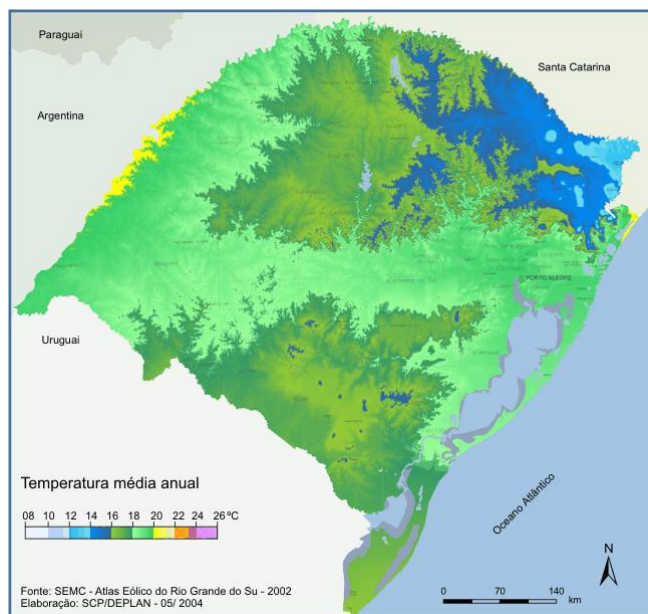 Paraguai
Santa Catarina
Argentina
PORTO ALEGRE
Uruguai
Temperatura média anual
08 10 12 14 16 18 20 22 24 26°C
Oceano Atlântico
N
Fonte: SEMC - Atlas Eólico do Rio Grande do Su - 2002
Elaboração: SCP/DEPLAN - 05/ 2004
0 70 140
km